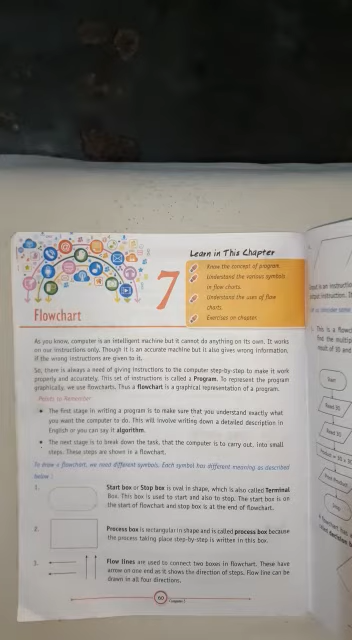 Learn in This Chapter
Know the concept of program.
Understand the various symbols
in flow charts.
Understand the uses of flow
charts.
Exercises on chapter.
7
Flowchart
As you know, computer is an intelligent machine but it cannot do anything on its own. It works
on use instructions only. Though it is an accurate machine but it also gives wrong information,
if the wrong instructions are given to it.
So, there is always a need of giving instructions to the computer step-by-step to make it work
properly and accurately. This set of instructions is called a Program. To represent the program
graphically, we use flowcharts. Thus a flowchart is a graphical representation of a program.
Points to Remember
The first stage in writing a program is to make sure that you understand exactly what
you want the computer to do. This will involve writing down a detailed description in
English or you can say it algorithm.
The next stage is to break down the task, that the computer is to carry out, into small
steps. These steps are shown in a flowchart.
To draw a flowchart, we need different symbols. Each symbol has different meaning as described
below :
1. Start box or Stop box is oval in shape, which is also called Terminal
Box. This box is used to start and also to stop. The start box is on
the start of flowchart and stop box is at the end of flowchart.
2. Process box is rectangular in shape and is called process box because
the process taking place step-by-step is written in this box.
3. Flow lines are used to connect two boxes in flowchart. These have
arrow on one end as it shows the direction of steps. Flow line can be
drawn in all four directions.
60
1. This is a
find the
result of
Start
Read
Read
Product
Stop